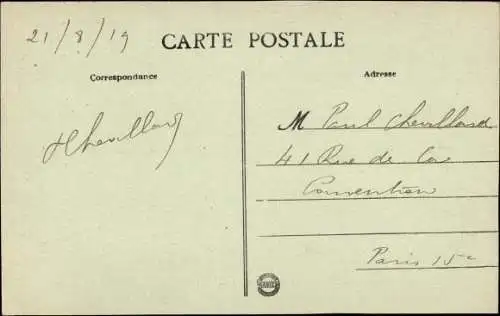 21/8/19
CARTE POSTALE
Correspondance
Adresse
Chevillard
M Paul Chevillard
41 Rue de la
Convention
Paris 15e